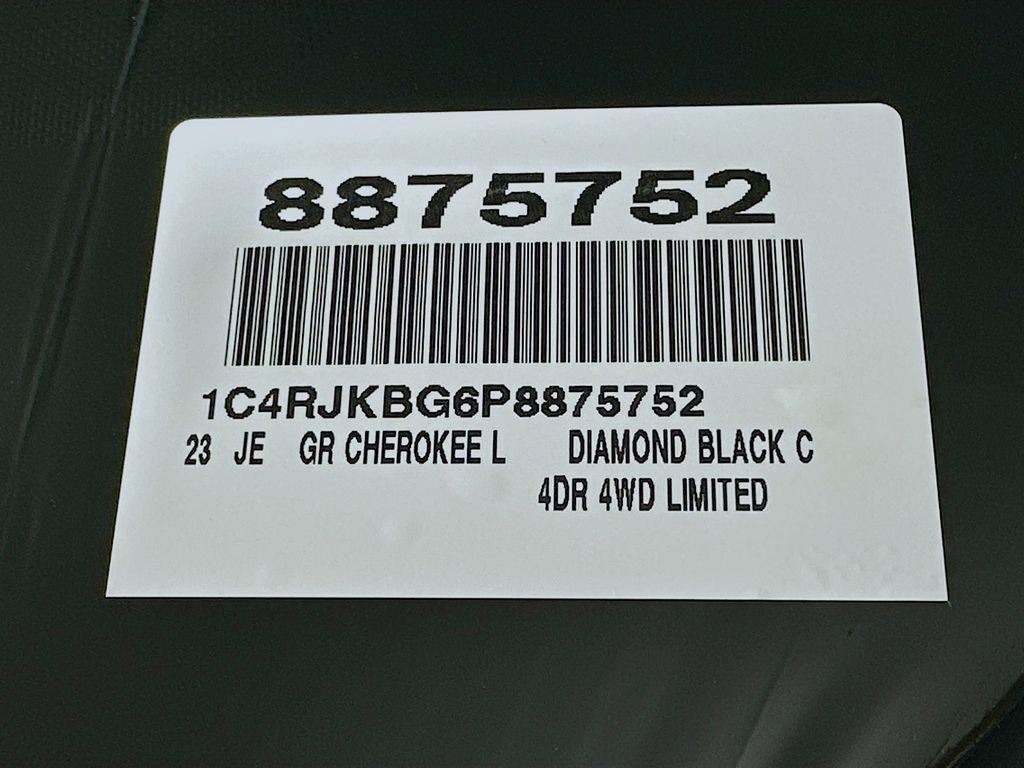 8875752
1C4RJKBG6P8875752
23 JE GR CHEROKEE L DIAMOND BLACK C
4DR 4WD LIMITED